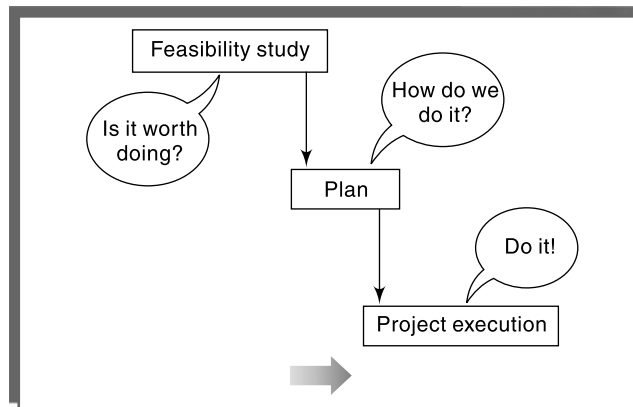 Feasibility study
Is it worth
doing?
How do we
do it?
Plan
Do it!
Project execution